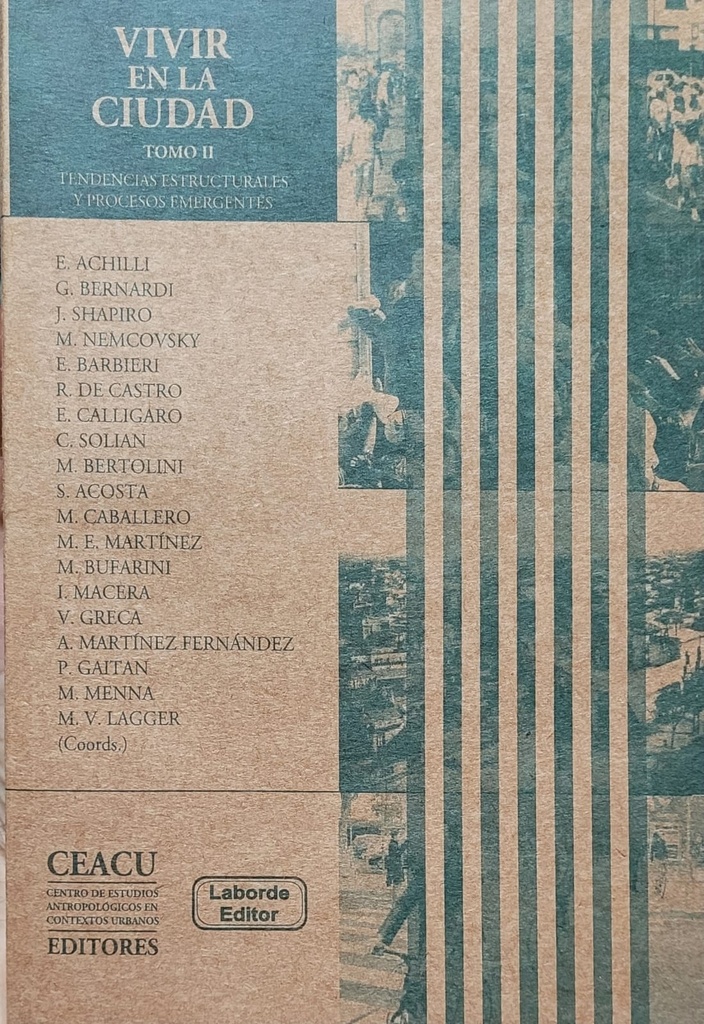 VIVIR
EN LA
CIUDAD
TOMO II
TENDENCIAS ESTRUCTURALES
Y PROCESOS EMERGENTES
E. ACHILLI
G. BERNARDI
J. SHAPIRO
M. NEMCOVSKY
E. BARBIERI
R. DE CASTRO
E. CALLIGARO
C. SOLIAN
M. BERTOLINI
S. ACOSTA
M. CABALLERO
M. E. MARTÍNEZ
M. BUFARINI
I. MACERA
V. GRECA
A. MARTÍNEZ FERNÁNDEZ
P. GAITAN
M. MENNA
M. V. LAGGER
(Coords.)
CEACU
CENTRO DE ESTUDIOS
ANTROPOLÓGICOS EN
CONTEXTOS URBANOS
EDITORES
Laborde
Editor